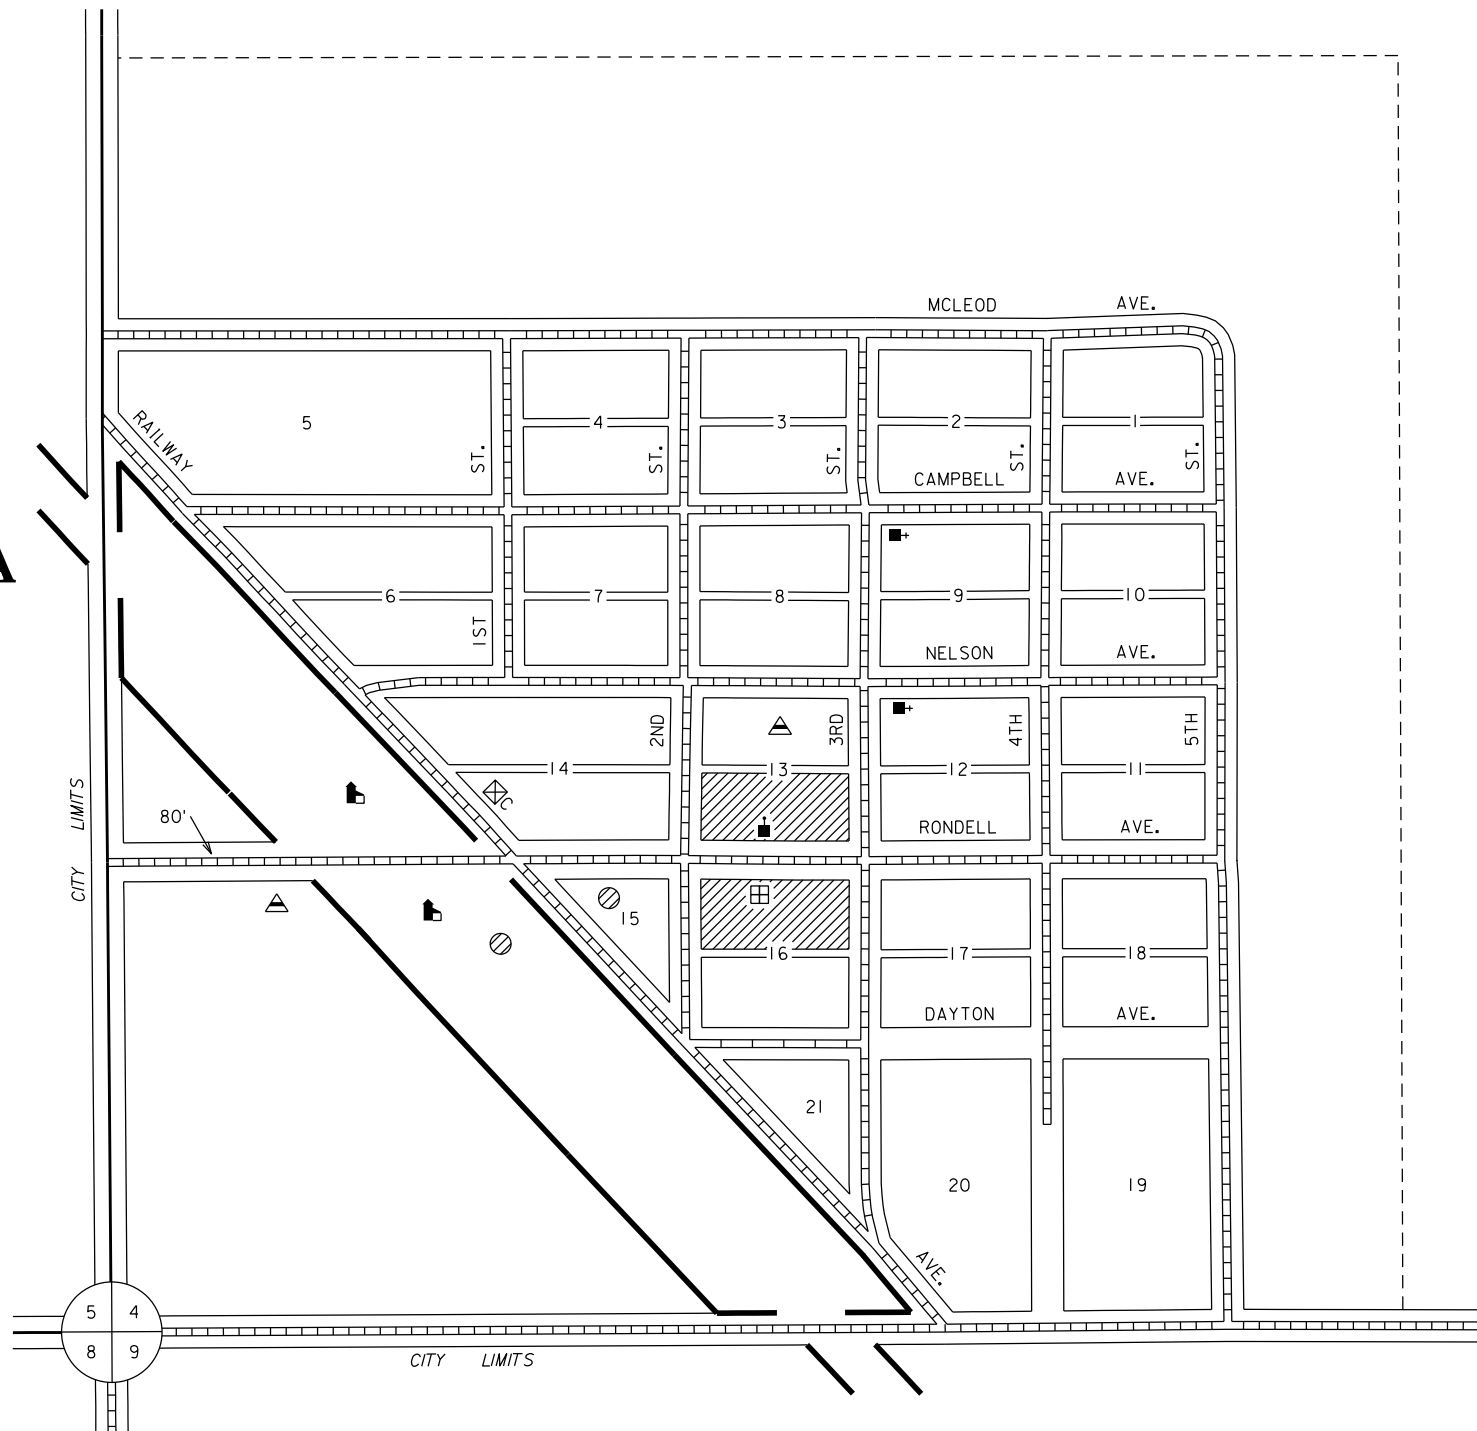 MCLEOD AVE.
RAILWAY
5
4
3
2
1
ST.
ST.
ST.
ST.
ST.
CAMPBELL AVE.
A
6
7
8
9
10
1ST
NELSON AVE.
2ND
3RD
4TH
5TH
14
13
12
11
C
80'
RONDELL AVE.
CITY LIMITS
15
16
17
18
DAYTON AVE.
21
20
19
AVE.
5 4
8 9
CITY LIMITS